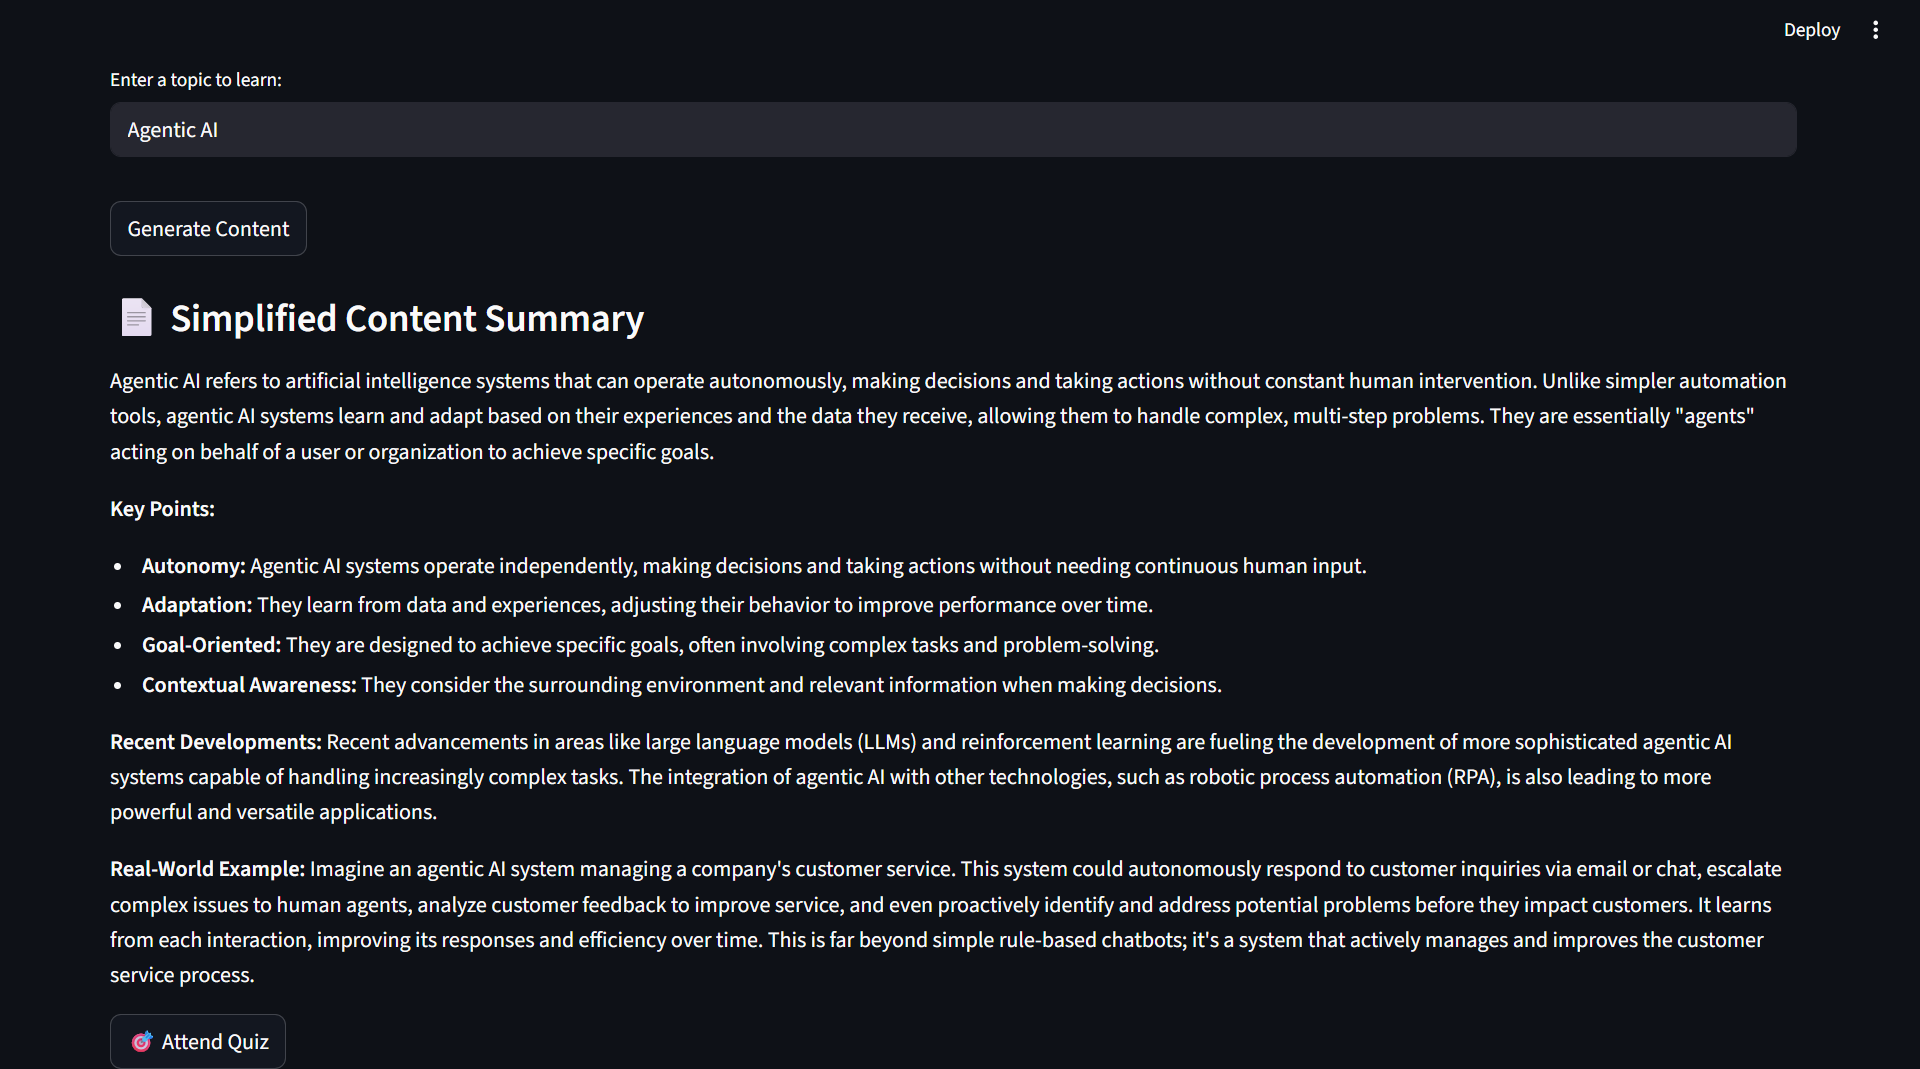 Deploy
Enter a topic to learn:
Agentic AI
Generate Content
Simplified Content Summary
Agentic AI refers to artificial intelligence systems that can operate autonomously, making decisions and taking actions without constant human intervention. Unlike simpler automation
tools, agentic AI systems learn and adapt based on their experiences and the data they receive, allowing them to handle complex, multi-step problems. They are essentially "agents"
acting on behalf of a user or organization to achieve specific goals.
Key Points:
• Autonomy: Agentic AI systems operate independently, making decisions and taking actions without needing continuous human input.
• Adaptation: They learn from data and experiences, adjusting their behavior to improve performance over time.
• Goal-Oriented: They are designed to achieve specific goals, often involving complex tasks and problem-solving.
• Contextual Awareness: They consider the surrounding environment and relevant information when making decisions.
Recent Developments: Recent advancements in areas like large language models (LLMs) and reinforcement learning are fueling the development of more sophisticated agentic AI
systems capable of handling increasingly complex tasks. The integration of agentic AI with other technologies, such as robotic process automation (RPA), is also leading to more
powerful and versatile applications.
Real-World Example: Imagine an agentic AI system managing a company's customer service. This system could autonomously respond to customer inquiries via email or chat, escalate
complex issues to human agents, analyze customer feedback to improve service, and even proactively identify and address potential problems before they impact customers. It learns
from each interaction, improving its responses and efficiency over time. This is far beyond simple rule-based chatbots; it's a system that actively manages and improves the customer
service process.
Attend Quiz